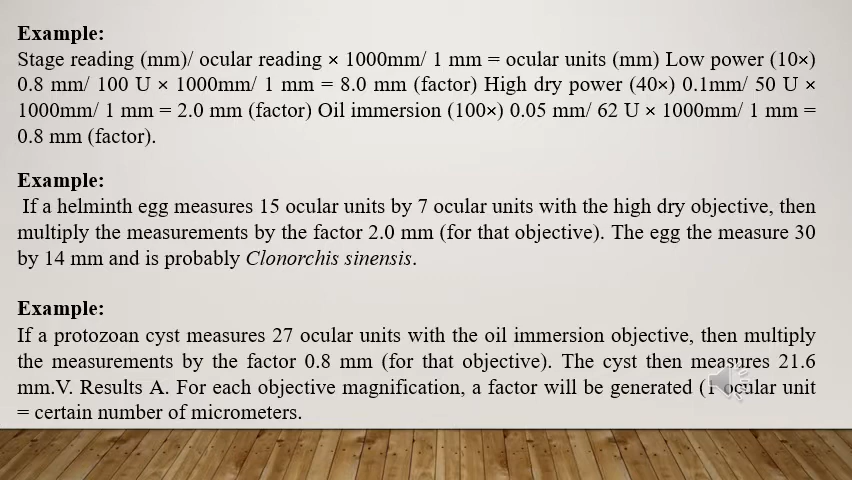 Example:
Stage reading (mm)/ ocular reading × 1000mm/ 1 mm = ocular units (mm) Low power (10×)
0.8 mm/ 100 U × 1000mm/ 1 mm = 8.0 mm (factor) High dry power (40×) 0.1mm/ 50 U ×
1000mm/ 1 mm = 2.0 mm (factor) Oil immersion (100×) 0.05 mm/ 62 U × 1000mm/ 1 mm =
0.8 mm (factor).
Example:
If a helminth egg measures 15 ocular units by 7 ocular units with the high dry objective, then
multiply the measurements by the factor 2.0 mm (for that objective). The egg the measure 30
by 14 mm and is probably Clonorchis sinensis.
Example:
If a protozoan cyst measures 27 ocular units with the oil immersion objective, then multiply
the measurements by the factor 0.8 mm (for that objective). The cyst then measures 21.6
mm.V. Results A. For each objective magnification, a factor will be generated (1 ocular unit
= certain number of micrometers.